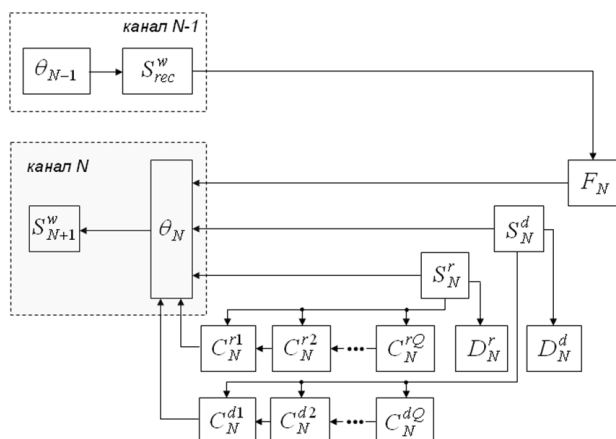 канал N-1
θ_{N-1} S^w_{rec}
канал N
F_N
S^w_{N+1} θ_N S^d_N
S^r_N
C^{r1}_N C^{r2}_N ••• C^{rQ}_N D^r_N D^d_N
C^{d1}_N C^{d2}_N ••• C^{dQ}_N